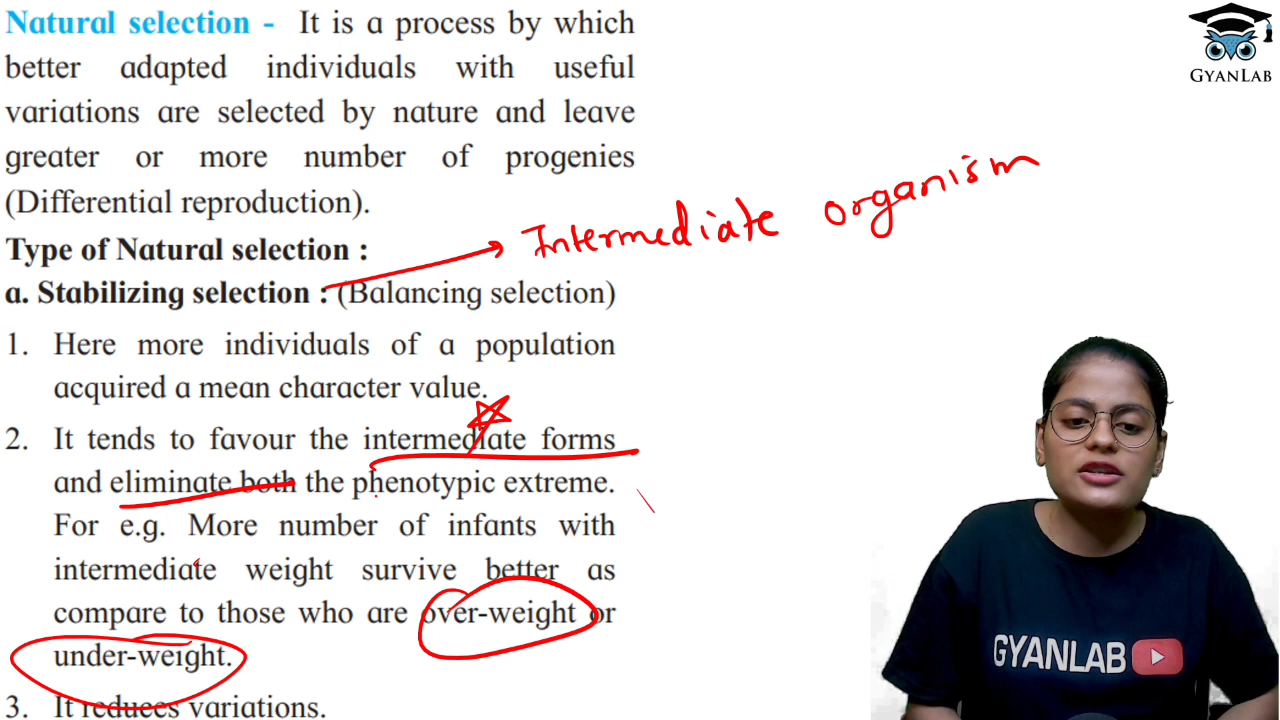 Natural selection - It is a process by which
better adapted individuals with useful
variations are selected by nature and leave
greater or more number of progenies
(Differential reproduction).
Type of Natural selection :
a. Stabilizing selection : (Balancing selection)
Intermediate organism
1. Here more individuals of a population
acquired a mean character value.
2. It tends to favour the intermediate forms
and eliminate both the phenotypic extreme.
For e.g. More number of infants with
intermediate weight survive better as
compare to those who are over-weight or
under-weight.
3. It reduces variations.
GYANLAB
GYANLAB